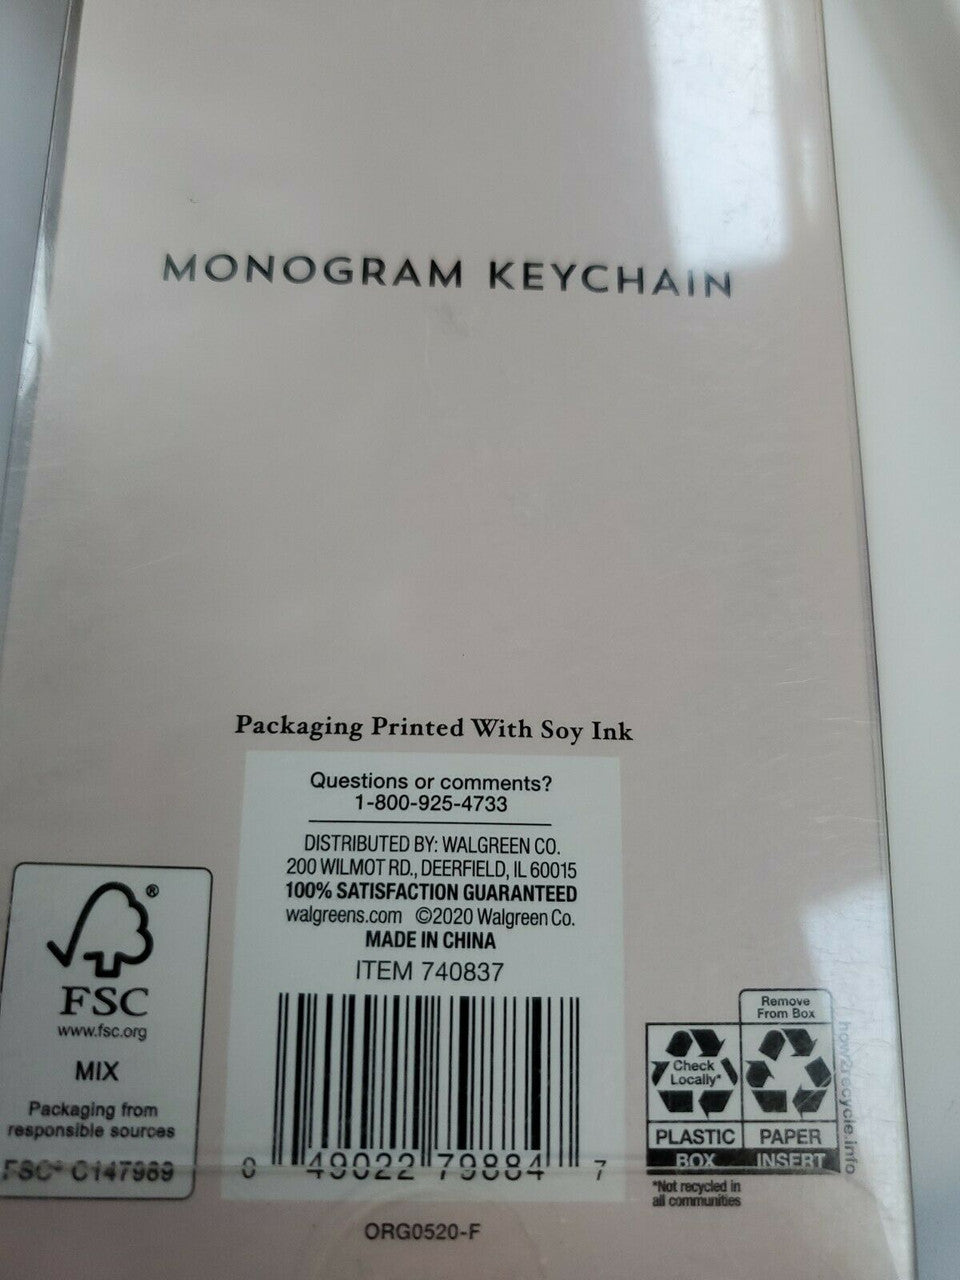 MONOGRAM KEYCHAIN
Packaging Printed With Soy Ink
Questions or comments?
1-800-925-4733
DISTRIBUTED BY: WALGREEN CO.
200 WILMOT RD., DEERFIELD, IL 60015
100% SATISFACTION GUARANTEED
walgreens.com ©2020 Walgreen Co.
MADE IN CHINA
ITEM 740837
0 49022 79884 7
®
FSC
www.fsc.org
MIX
Packaging from
responsible sources
FSC® C147989
Remove
From Box
Check
Locally*
PLASTIC
BOX
PAPER
INSERT
how2recycle.info
*Not recycled in
all communities
ORG0520-F